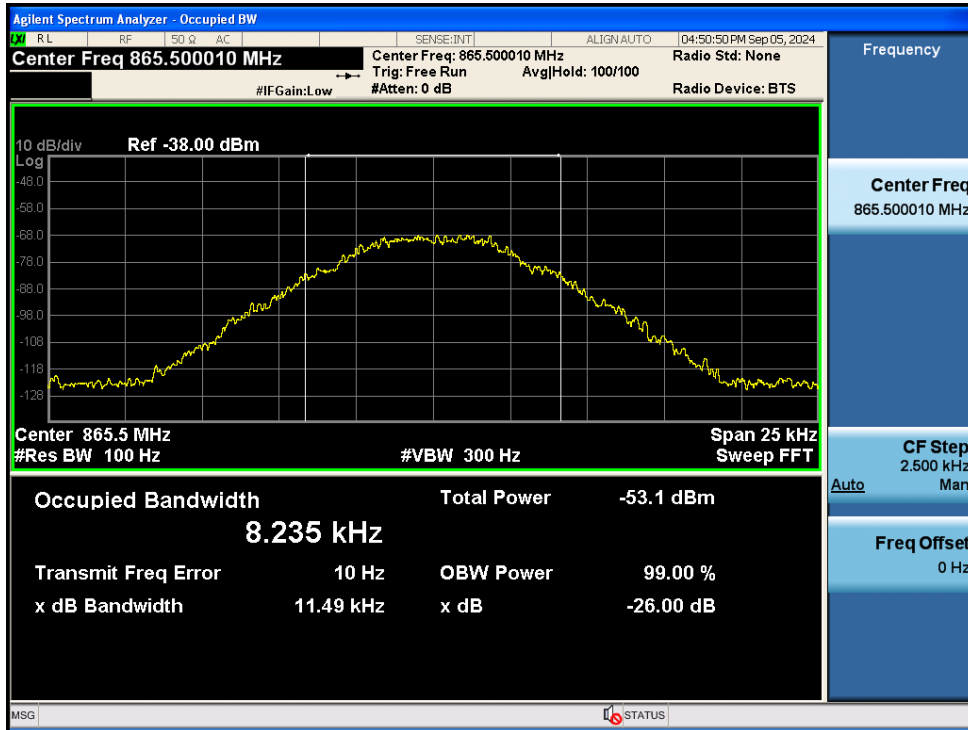 Agilent Spectrum Analyzer - Occupied BW
LXI RL RF 50 Ω AC SENSE:INT ALIGN AUTO 04:50:50 PM Sep 05, 2024
Center Freq 865.500010 MHz
Center Freq: 865.500010 MHz Radio Std: None
Trig: Free Run Avg|Hold: 100/100
#IFGain:Low #Atten: 0 dB Radio Device: BTS
Frequency
10 dB/div Ref -38.00 dBm
Log
-48.0
-58.0
-68.0
-78.0
-88.0
-98.0
-108
-118
-128
Center 865.5 MHz Span 25 kHz
#Res BW 100 Hz #VBW 300 Hz Sweep FFT
Occupied Bandwidth Total Power -53.1 dBm
8.235 kHz
Transmit Freq Error 10 Hz OBW Power 99.00 %
x dB Bandwidth 11.49 kHz x dB -26.00 dB
Center Freq
865.500010 MHz
CF Step
2.500 kHz
Auto Man
Freq Offset
0 Hz
MSG STATUS